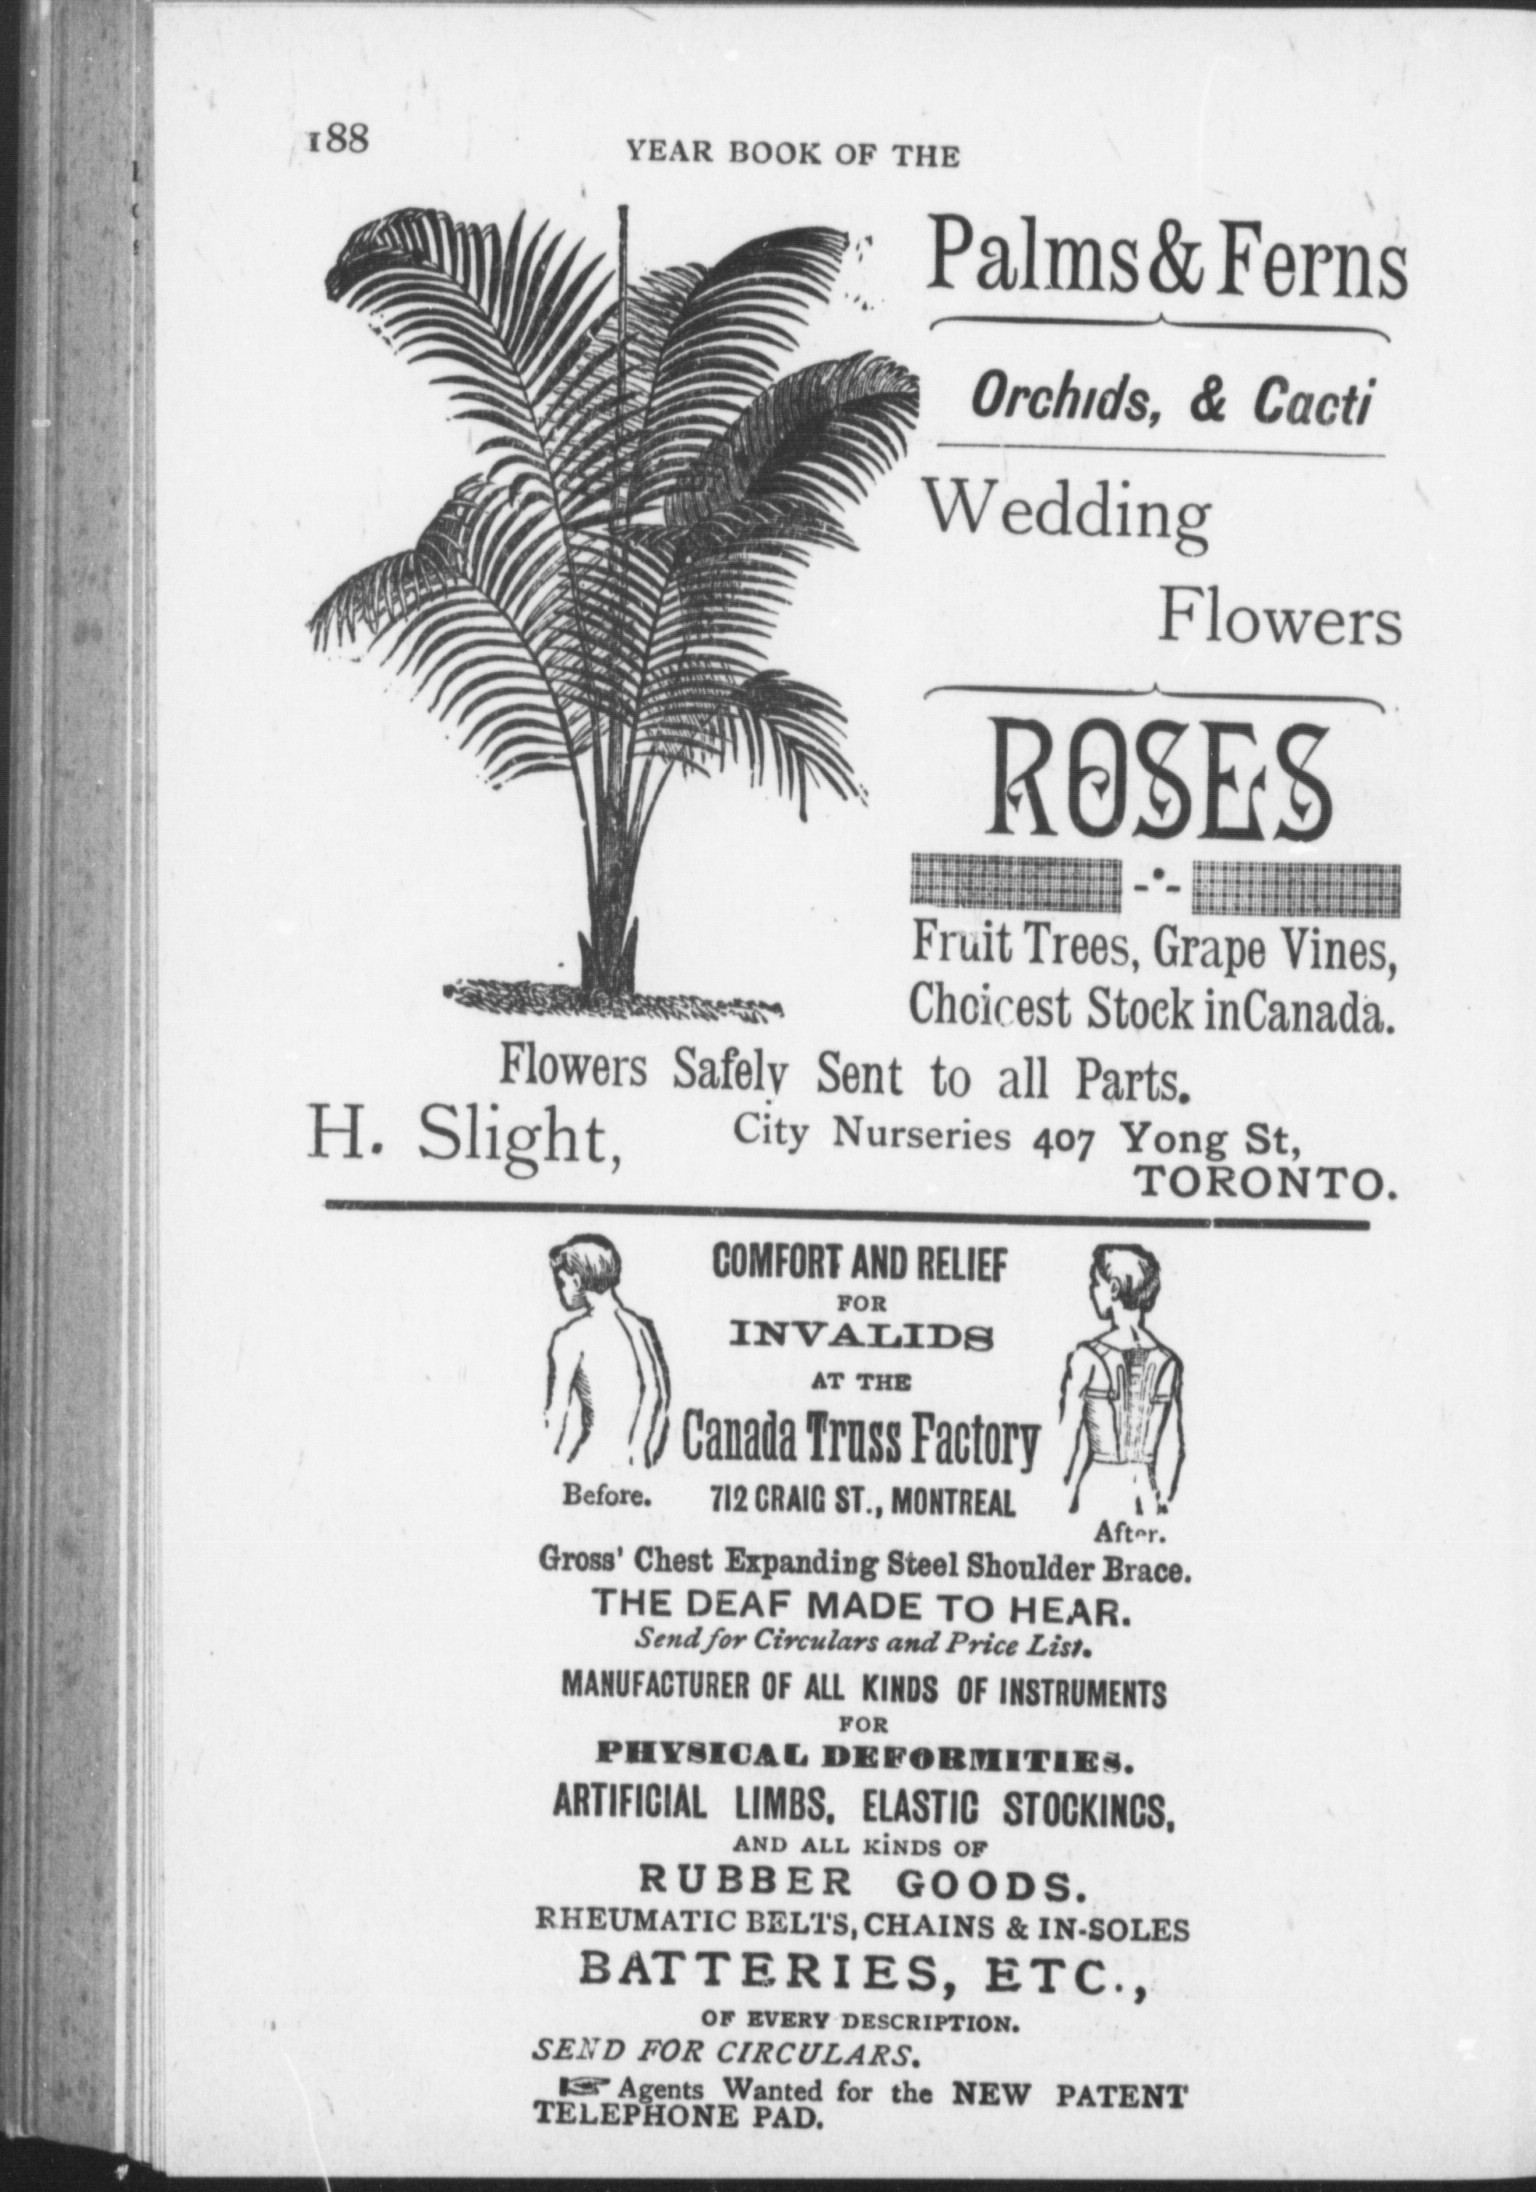 188
YEAR BOOK OF THE
Palms & Ferns
Orchids, & Cacti
Wedding
Flowers
ROSES
Fruit Trees, Grape Vines,
Choicest Stock in Canada.
Flowers Safely Sent to all Parts.
H. Slight, City Nurseries 407 Yong St,
TORONTO.
COMFORT AND RELIEF
FOR
INVALIDS
AT THE
Canada Truss Factory
712 CRAIG ST., MONTREAL
Before.
After.
Gross' Chest Expanding Steel Shoulder Brace.
THE DEAF MADE TO HEAR.
Send for Circulars and Price List.
MANUFACTURER OF ALL KINDS OF INSTRUMENTS
FOR
PHYSICAL DEFORMITIES.
ARTIFICIAL LIMBS, ELASTIC STOCKINGS,
AND ALL KINDS OF
RUBBER GOODS.
RHEUMATIC BELTS, CHAINS & IN-SOLES
BATTERIES, ETC.,
OF EVERY DESCRIPTION.
SEND FOR CIRCULARS.
☞ Agents Wanted for the NEW PATENT
TELEPHONE PAD.